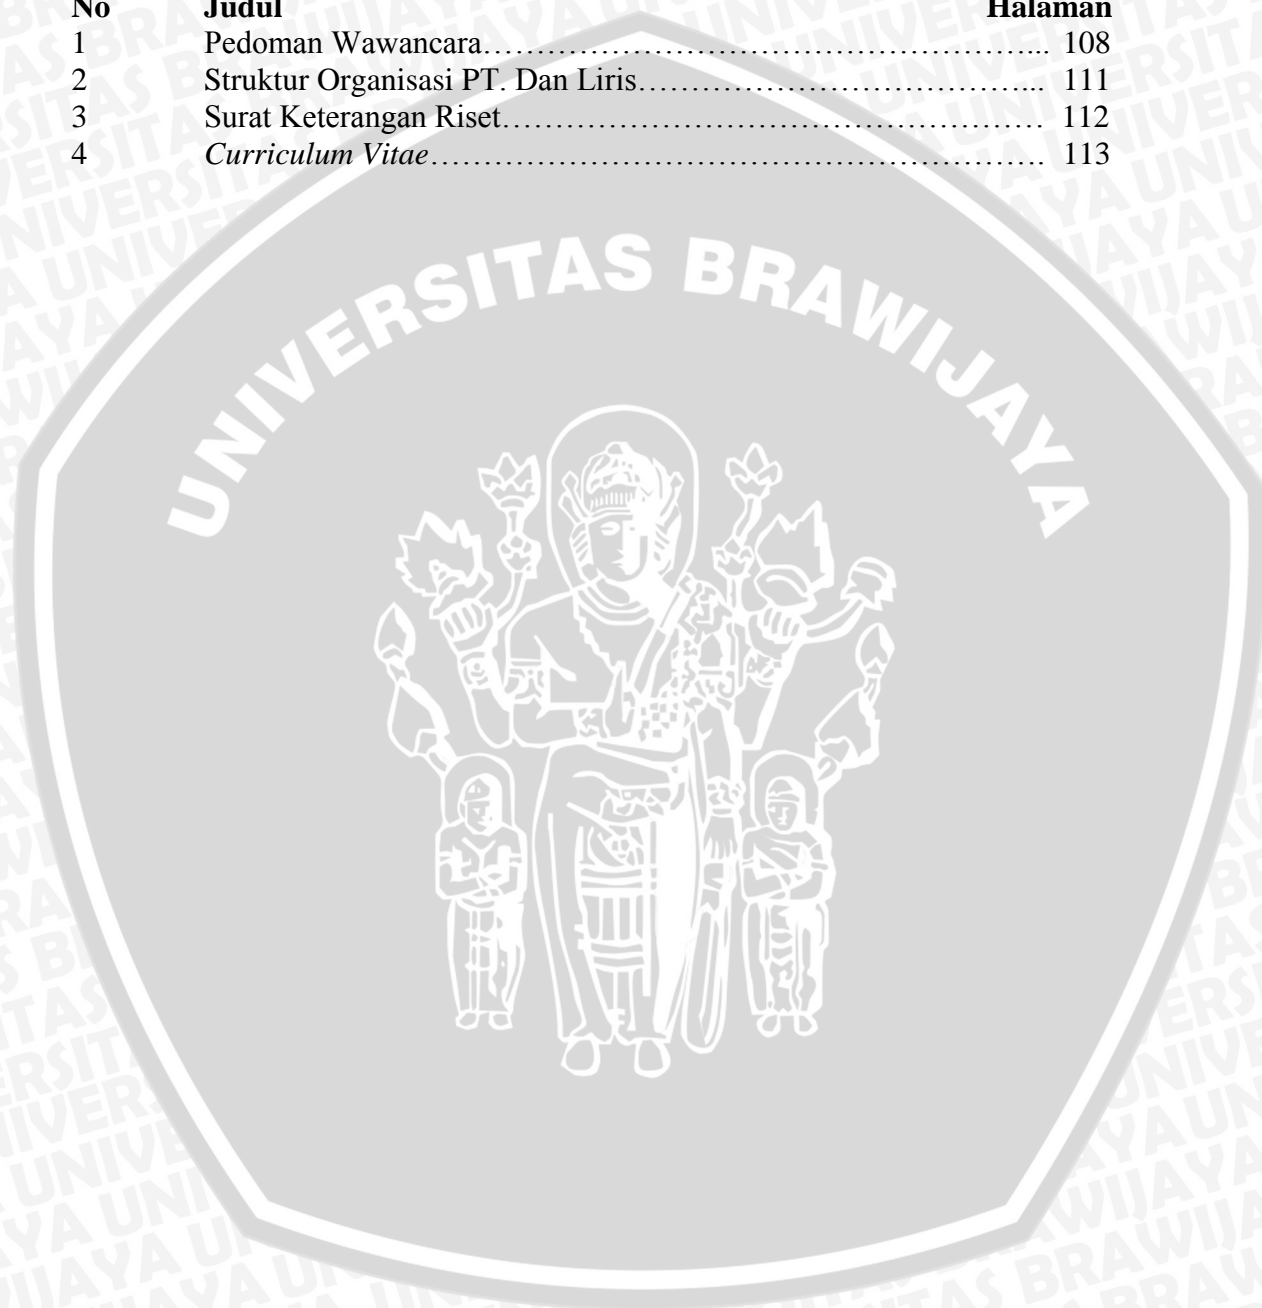 No Judul Halaman
1 Pedoman Wawancara……………………………………………... 108
2 Struktur Organisasi PT. Dan Liris………………………………... 111
3 Surat Keterangan Riset…………………………………………… 112
4 Curriculum Vitae………………………………………………… 113
UNIVERSITAS BRAWIJAYA